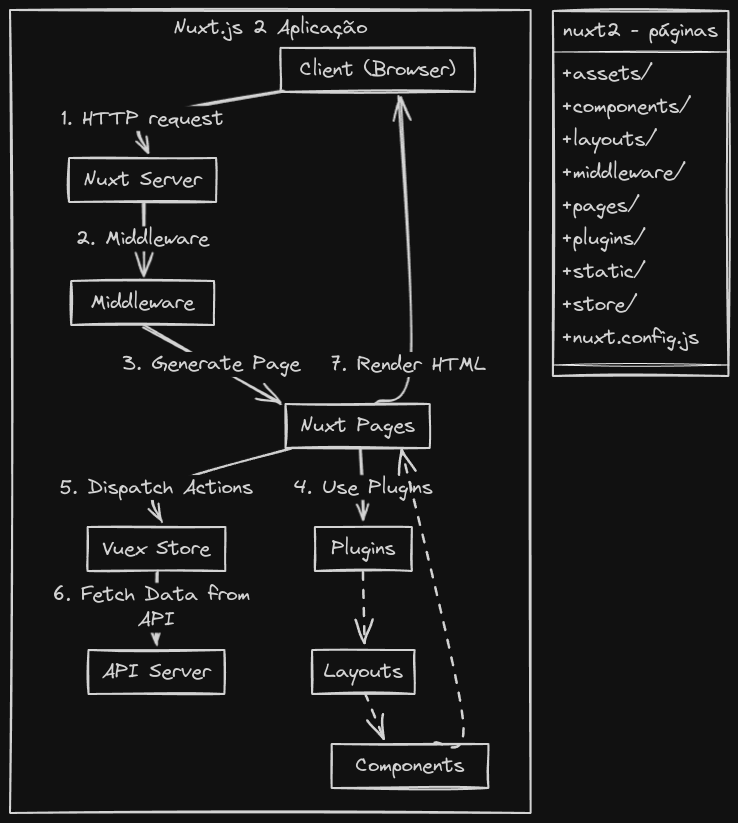 Nuxt.js 2 Aplicação
Client (Browser)
1. HTTP request
Nuxt Server
2. Middleware
Middleware
3. Generate Page
7. Render HTML
Nuxt Pages
5. Dispatch Actions
4. Use Plugins
Vuex Store
Plugins
6. Fetch Data from
API
API Server
Layouts
Components
nuxt2 - páginas
+assets/
+components/
+layouts/
+middleware/
+pages/
+plugins/
+static/
+store/
+nuxt.config.js